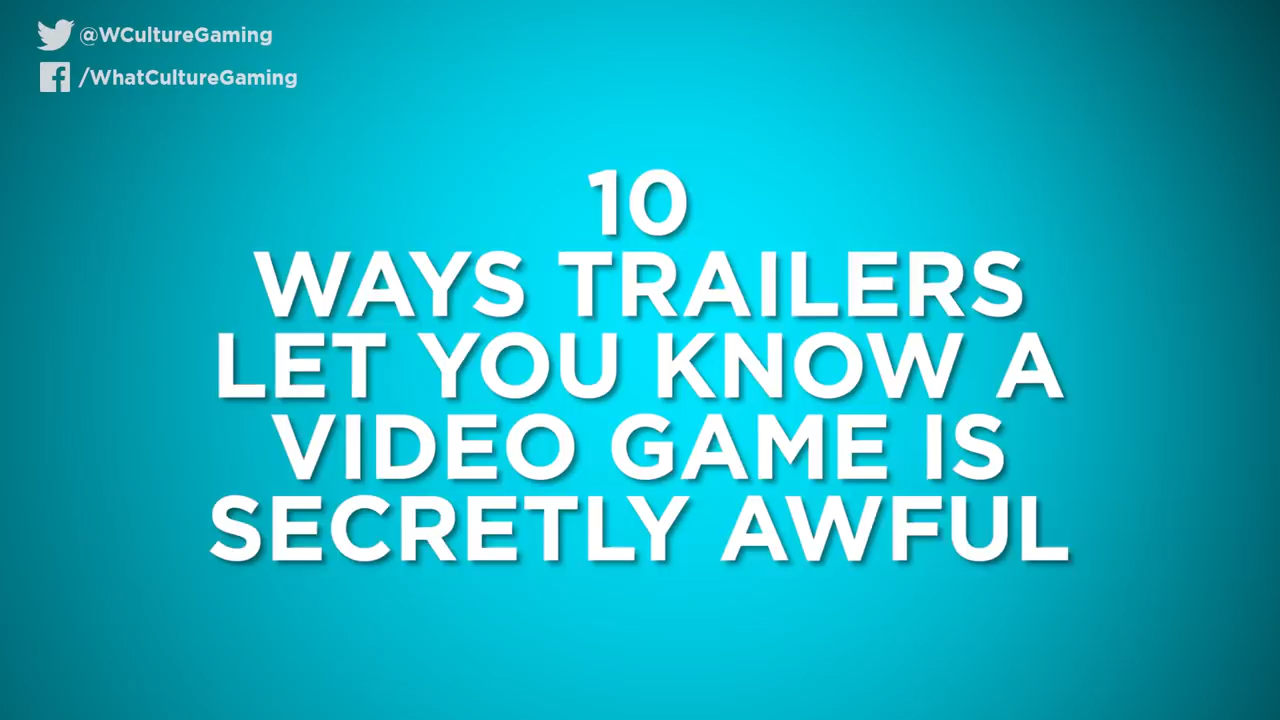 @WCultureGaming
/WhatCultureGaming
10
WAYS TRAILERS
LET YOU KNOW A
VIDEO GAME IS
SECRETLY AWFUL